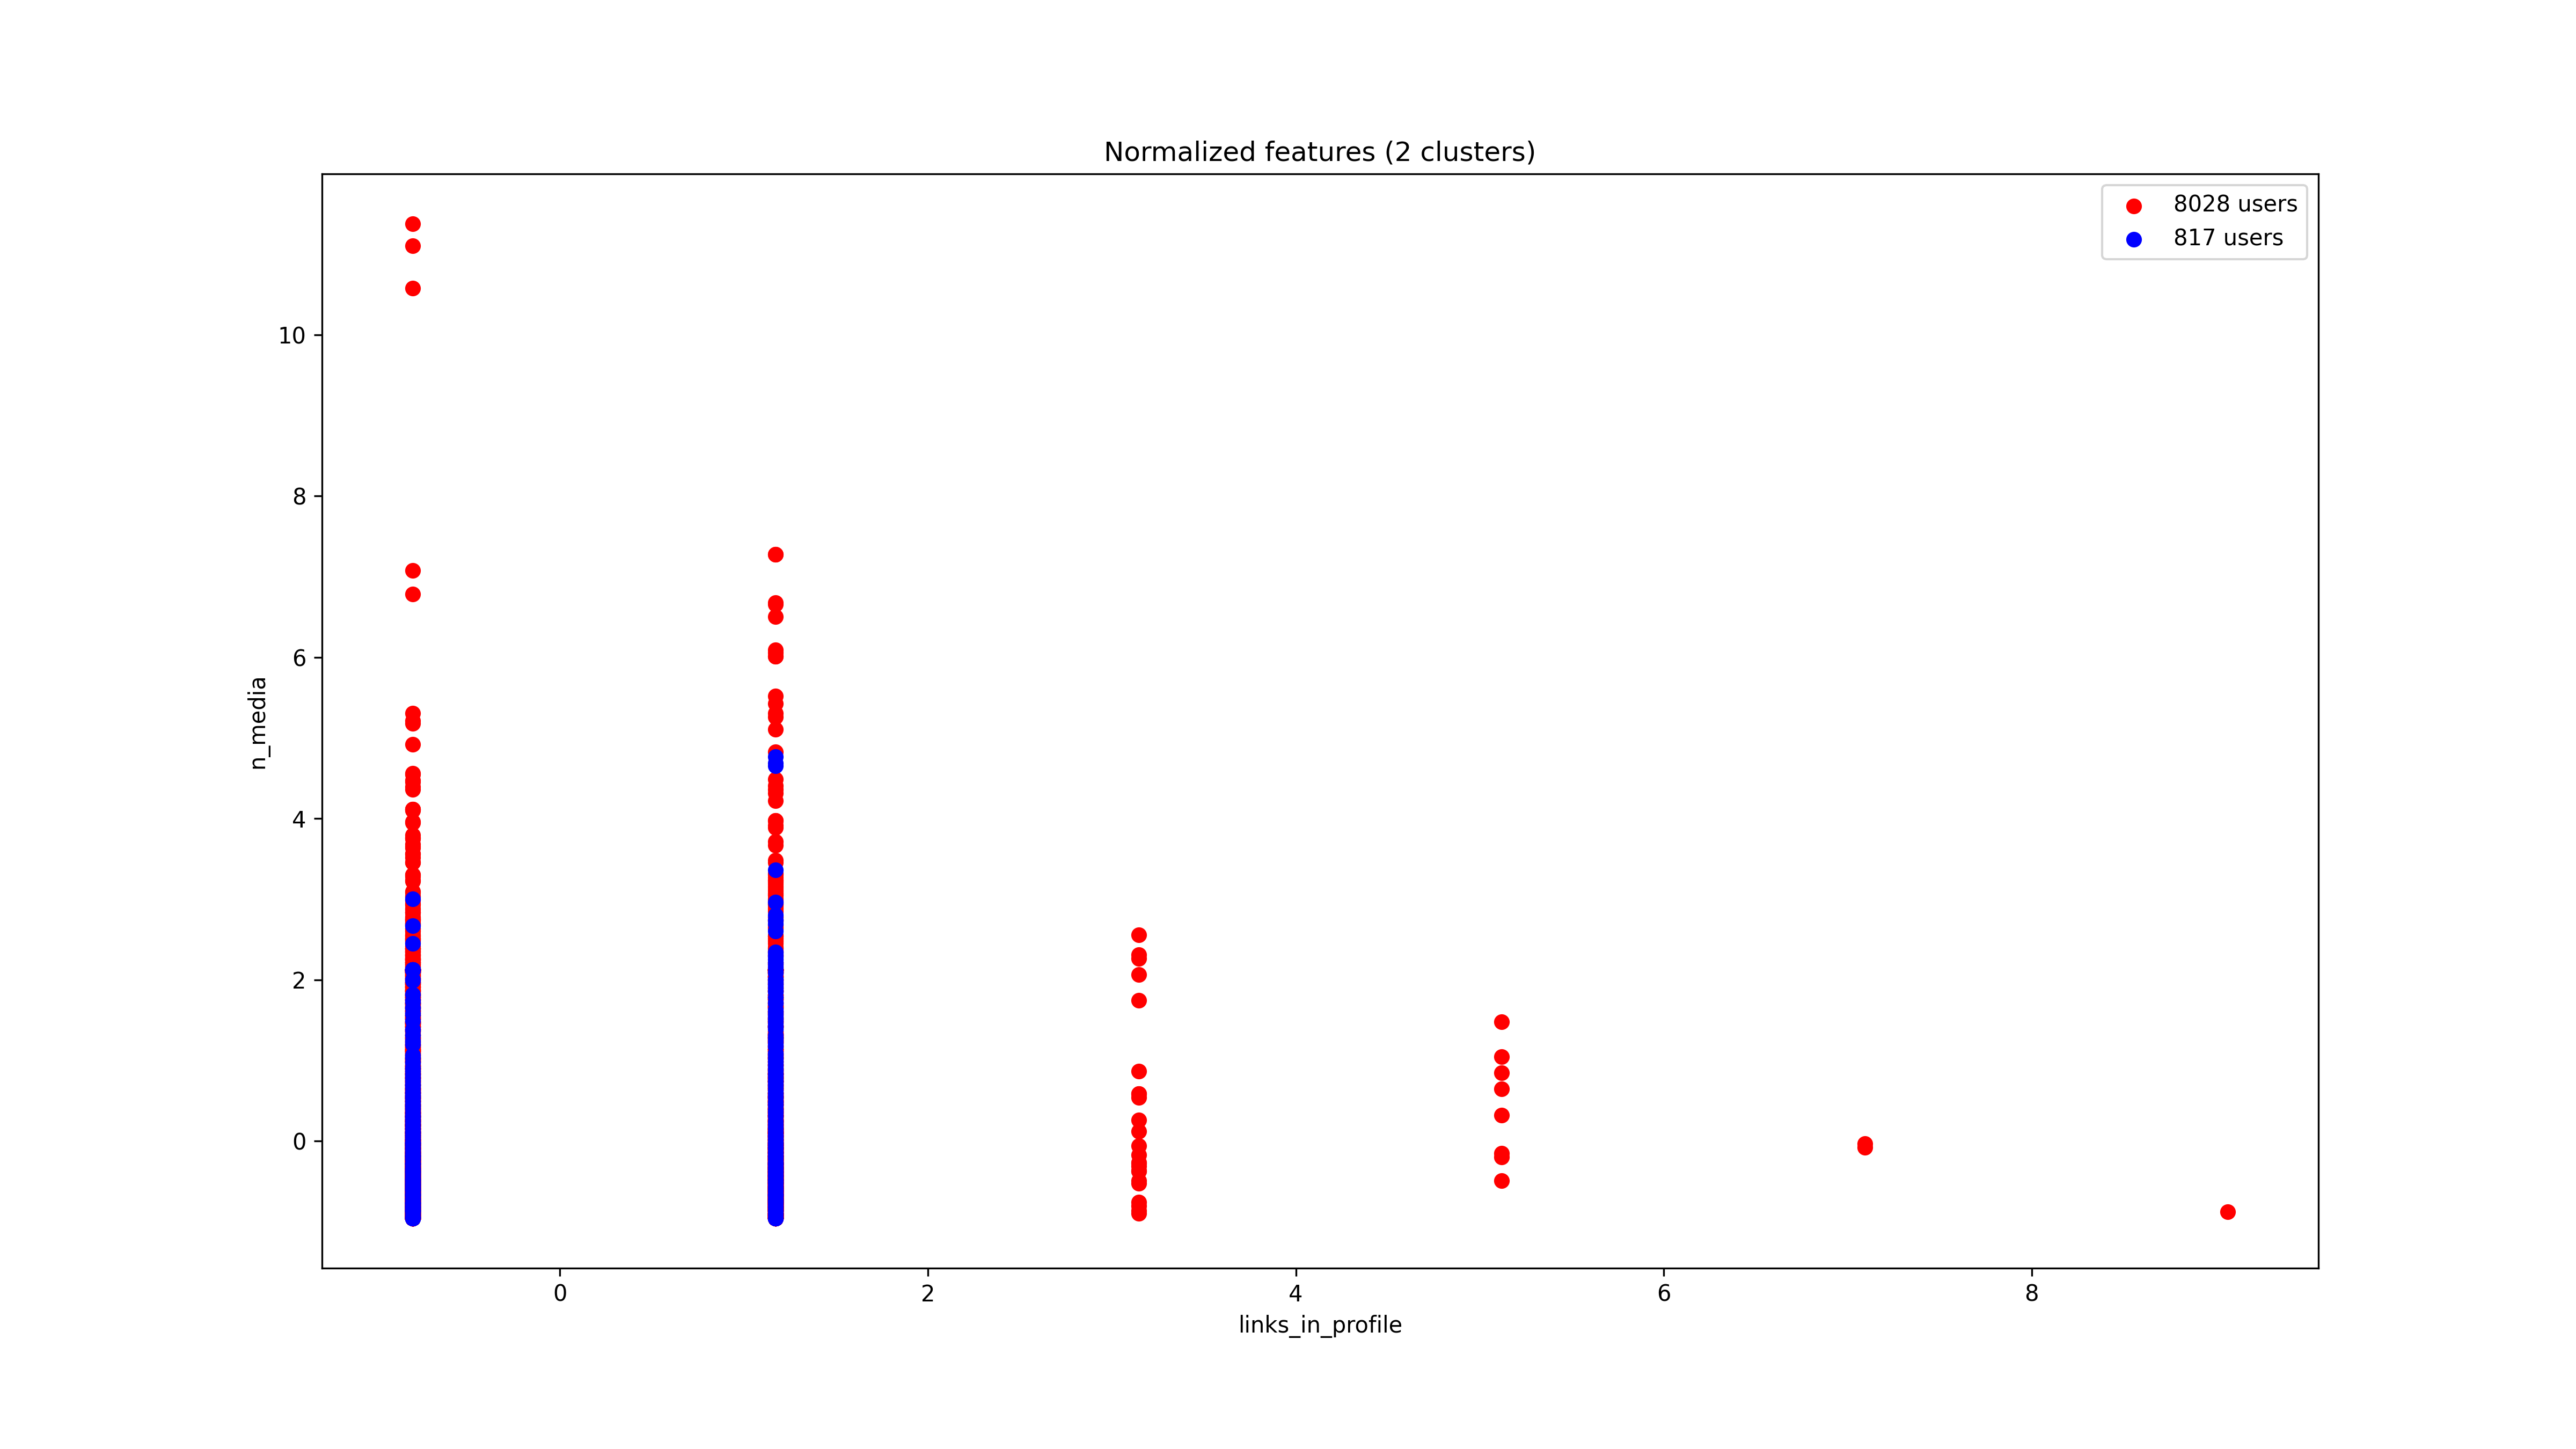 Normalized features (2 clusters)
8028 users
817 users
10
8
6
4
2
0
n_media
0 2 4 6 8
links_in_profile